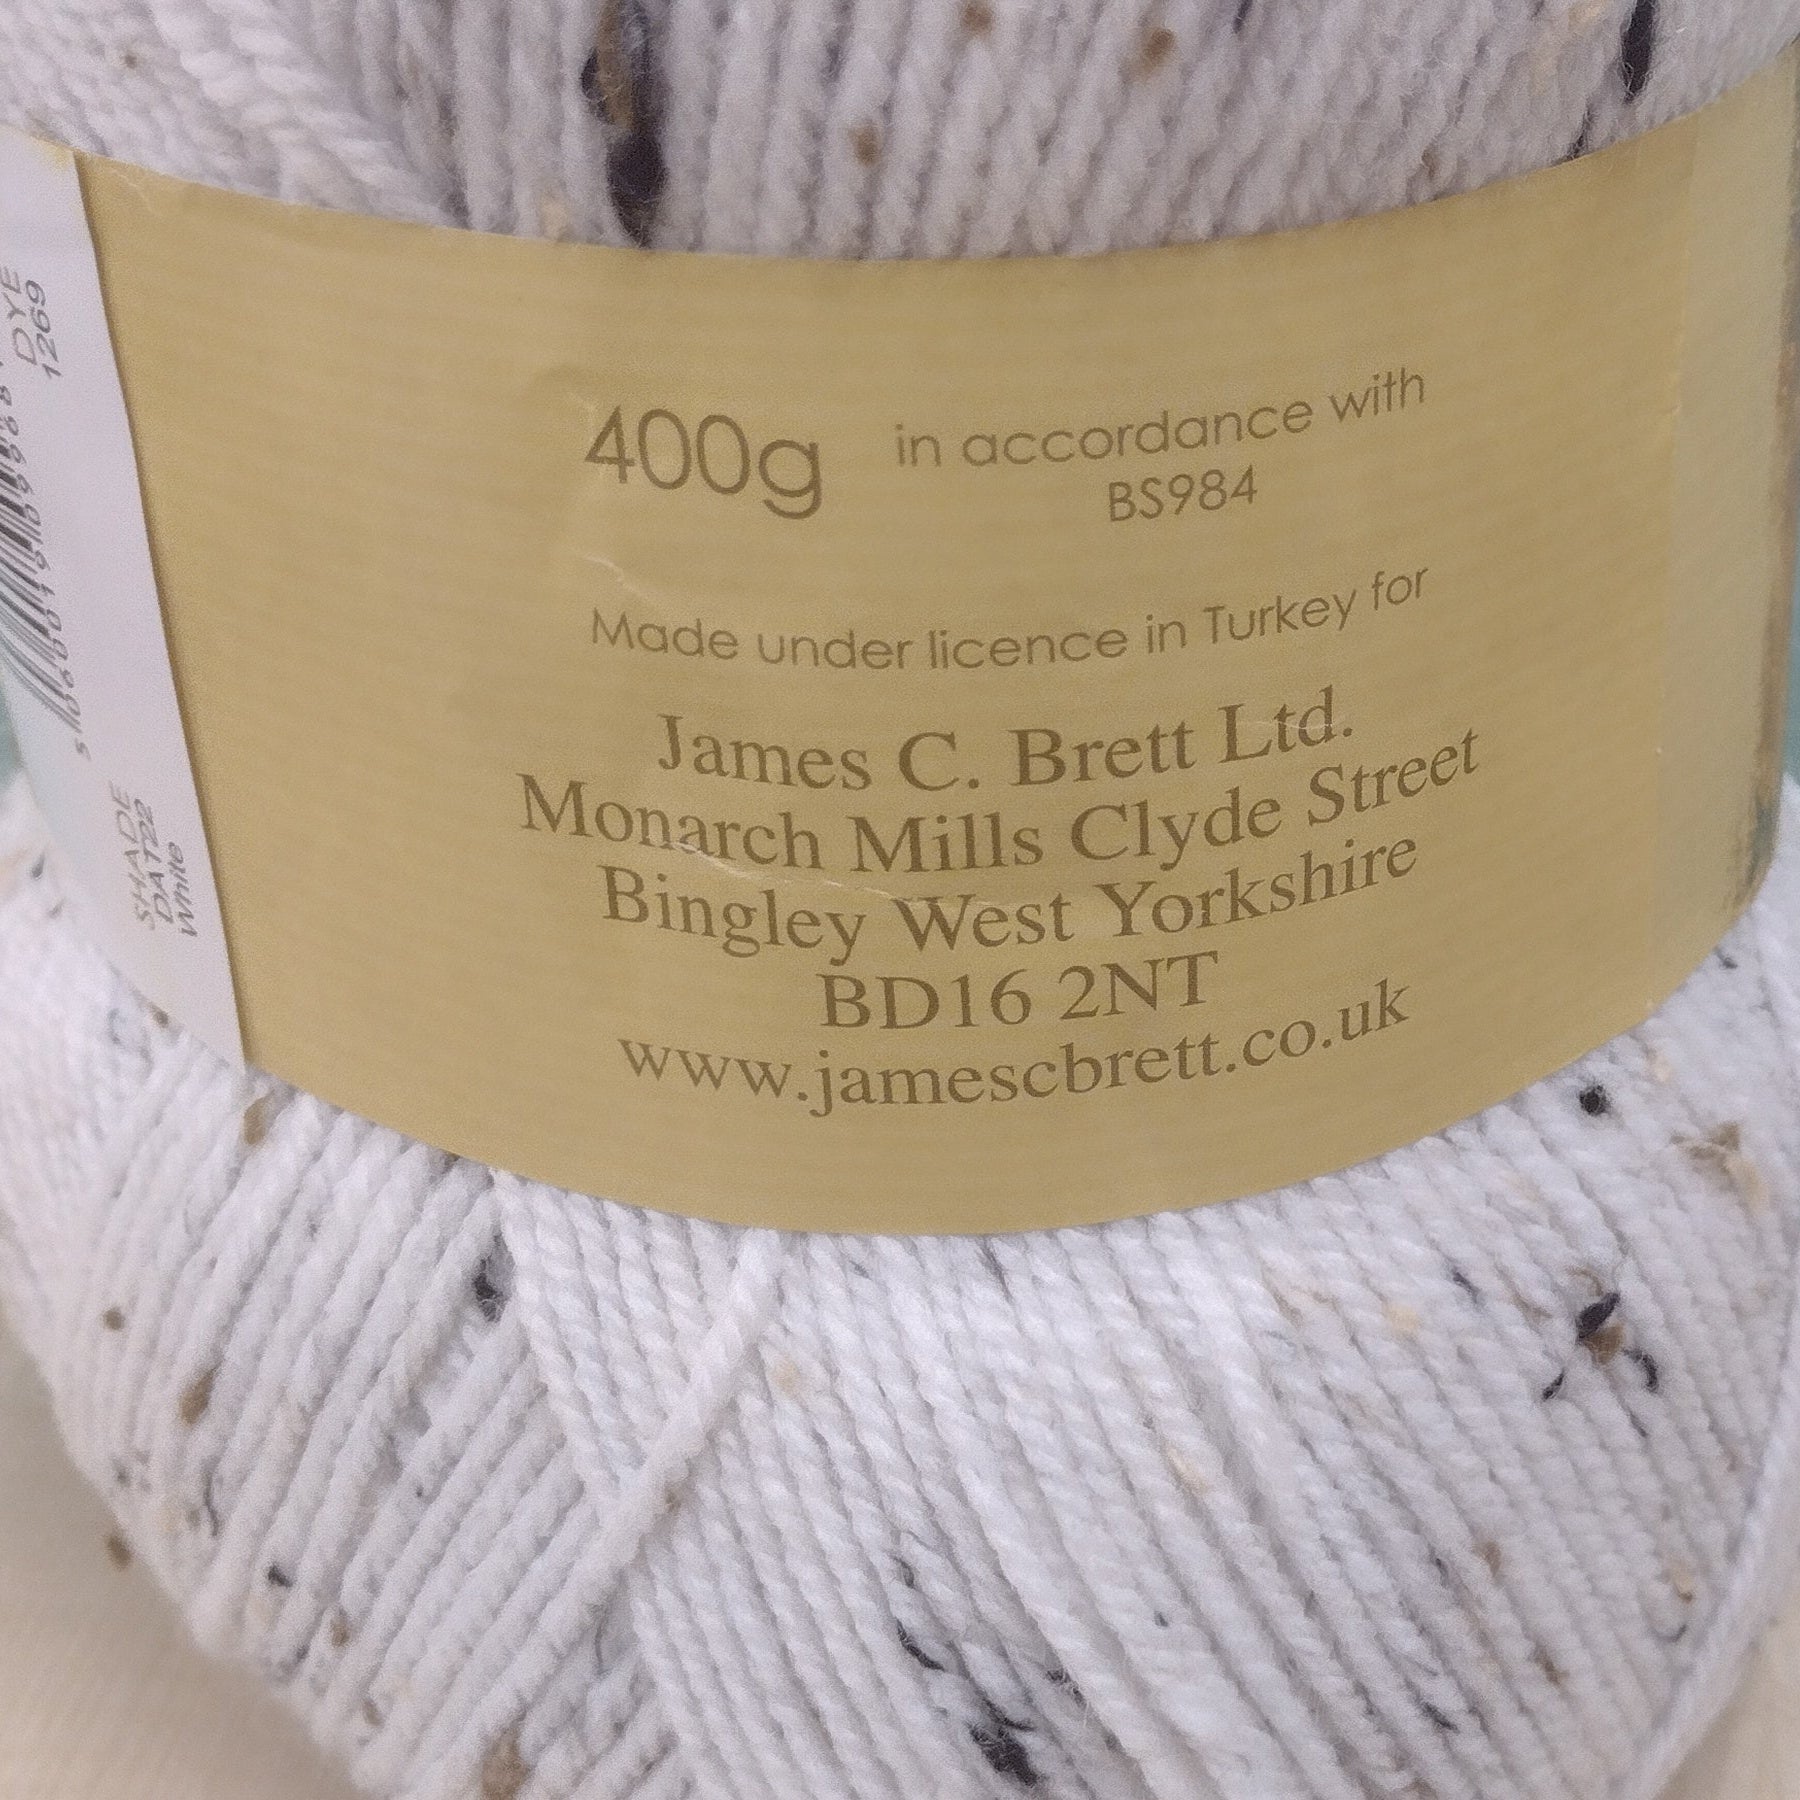 400g in accordance with
BS984
Made under licence in Turkey for
James C. Brett Ltd.
Monarch Mills Clyde Street
Bingley West Yorkshire
BD16 2NT
www.jamescbrett.co.uk
SHADE
DAT22
White
DYE
1269